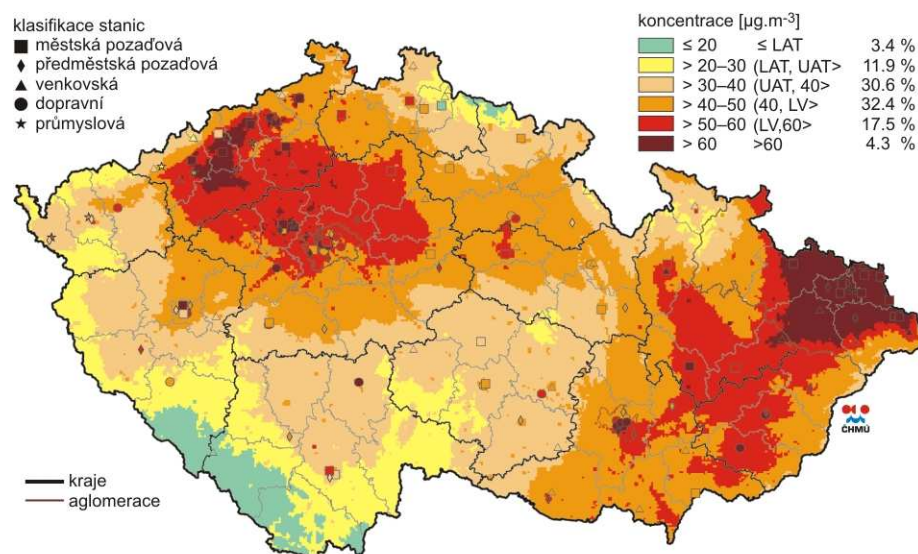 klasifikace stanic
městská pozaďová
předměstská pozaďová
venkovská
dopravní
průmyslová
koncentrace [µg.m⁻³]
≤ 20 ≤ LAT 3.4 %
> 20–30 (LAT, UAT> 11.9 %
> 30–40 (UAT, 40> 30.6 %
> 40–50 (40, LV> 32.4 %
> 50–60 (LV,60> 17.5 %
> 60 >60 4.3 %
ČHMÚ
kraje
aglomerace